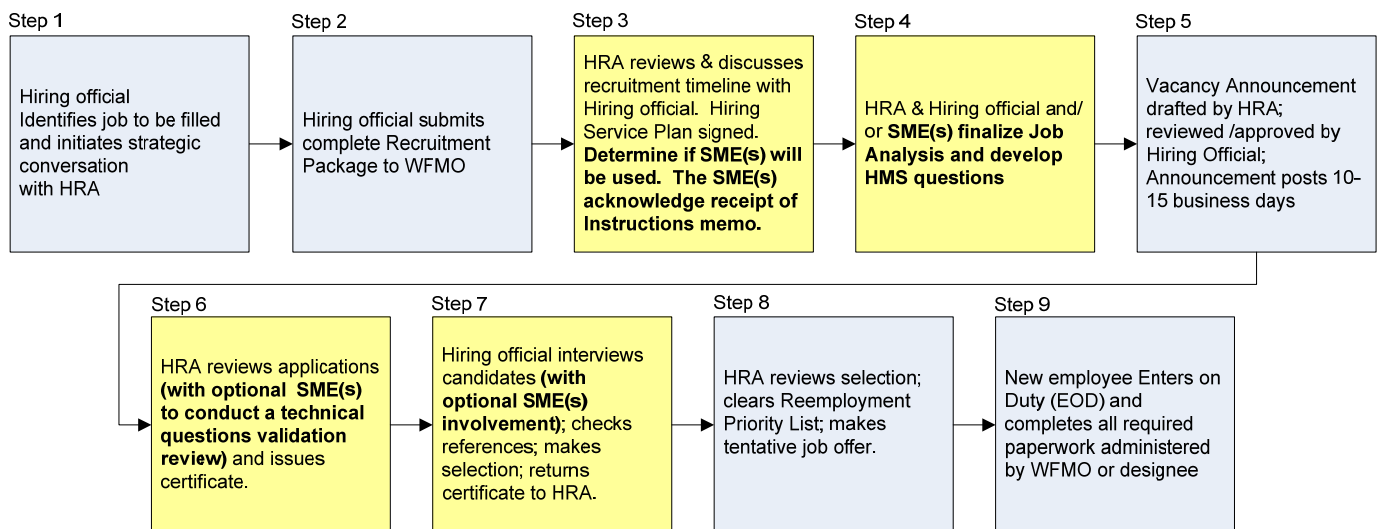 Step 1
Hiring official
Identifies job to be filled
and initiates strategic
conversation
with HRA
Step 2
Hiring official submits
complete Recruitment
Package to WFMO
Step 3
HRA reviews & discusses
recruitment timeline with
Hiring official.  Hiring
Service Plan signed.
Determine if SME(s) will
be used.  The SME(s)
acknowledge receipt of
Instructions memo.
Step 4
HRA & Hiring official and/
or SME(s) finalize Job
Analysis and develop
HMS questions
Step 5
Vacancy Announcement
drafted by HRA;
reviewed /approved by
Hiring Official;
Announcement posts 10-
15 business days
Step 6
HRA reviews applications
(with optional  SME(s)
to conduct a technical
questions validation
review) and issues
certificate.
Step 7
Hiring official interviews
candidates (with
optional SME(s)
involvement); checks
references; makes
selection; returns
certificate to HRA.
Step 8
HRA reviews selection;
clears Reemployment
Priority List; makes
tentative job offer.
Step 9
New employee Enters on
Duty (EOD) and
completes all required
paperwork administered
by WFMO or designee